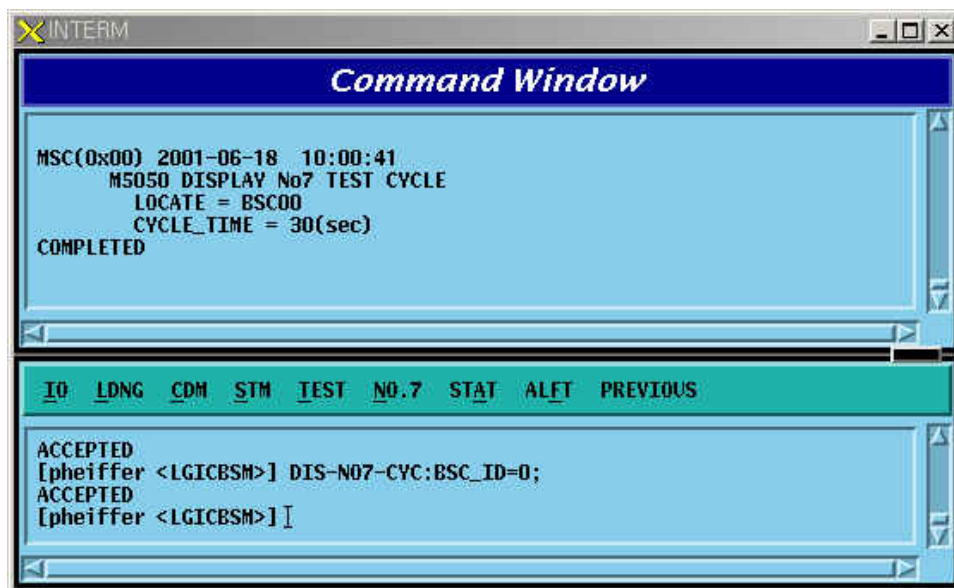 INTERM
Command Window
MSC(0x00) 2001-06-18 10:00:41
M5050 DISPLAY No7 TEST CYCLE
LOCATE = BSC00
CYCLE_TIME = 30(sec)
COMPLETED
IO LDNG CDM STM TEST NO.7 STAT ALFT PREVIOUS
ACCEPTED
[pheiffer <LGICBSM>] DIS-NO7-CYC:BSC_ID=0;
ACCEPTED
[pheiffer <LGICBSM>]